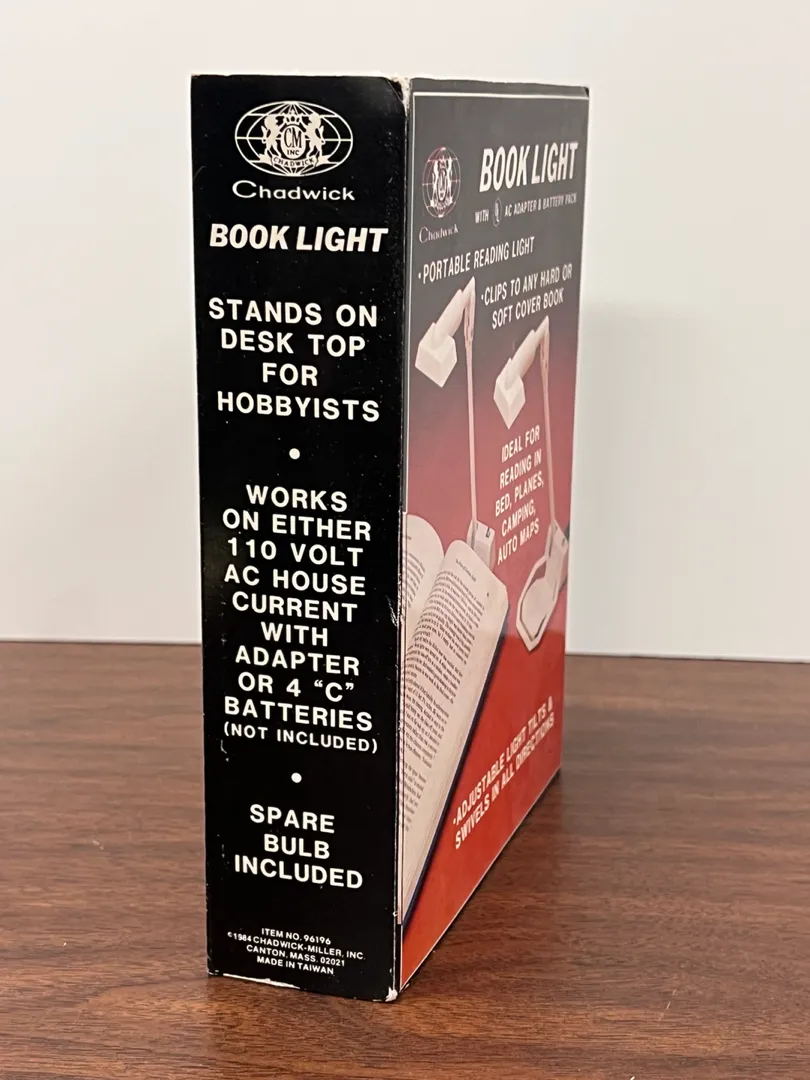 CM
INC
CHADWICK
Chadwick
BOOK LIGHT
STANDS ON
DESK TOP
FOR
HOBBYISTS
•
WORKS
ON EITHER
110 VOLT
AC HOUSE
CURRENT
WITH
ADAPTER
OR 4 “C”
BATTERIES
(NOT INCLUDED)
•
SPARE
BULB
INCLUDED
ITEM NO. 96196
©1984 CHADWICK-MILLER, INC.
CANTON, MASS. 02021
MADE IN TAIWAN
Chadwick
BOOK LIGHT
WITH UL AC ADAPTER & BATTERY PACK
•PORTABLE READING LIGHT
•CLIPS TO ANY HARD OR
SOFT COVER BOOK
IDEAL FOR
READING IN
BED, PLANES,
CAMPING,
AUTO MAPS
•ADJUSTABLE LIGHT TILTS &
SWIVELS IN ALL DIRECTIONS